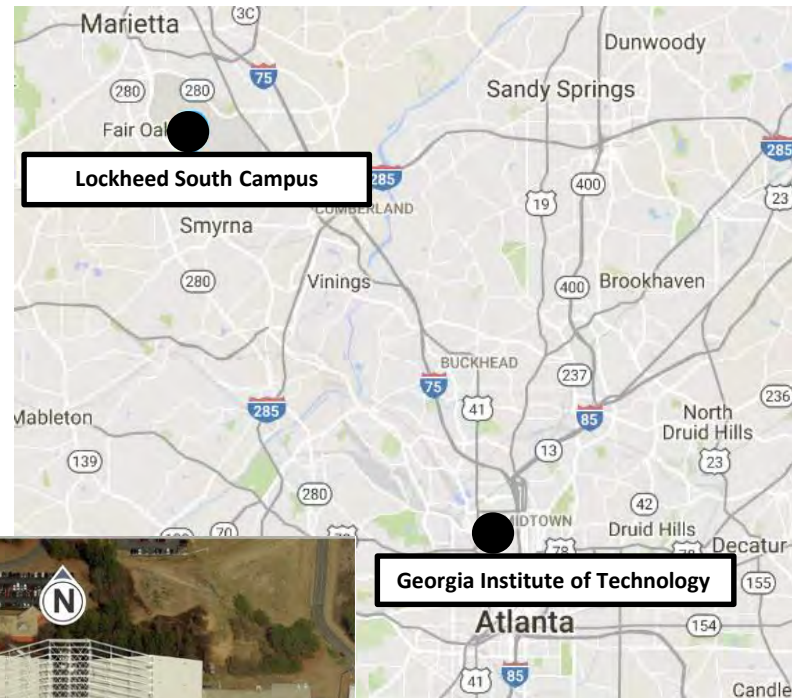 3C
Marietta
Dunwoody
75
280
280
Sandy Springs
Fair Oak
285
Lockheed South Campus
285
400
23
CUMBERLAND
19
Smyrna
280
Vinings
400
Brookhaven
BUCKHEAD
75
237
285
41
85
236
Mableton
North
Druid Hills
13
139
23
280
42
MIDTOWN
Druid Hills
70
78
78
Decatur
N
Georgia Institute of Technology
155
Atlanta
154
41
85
Candle